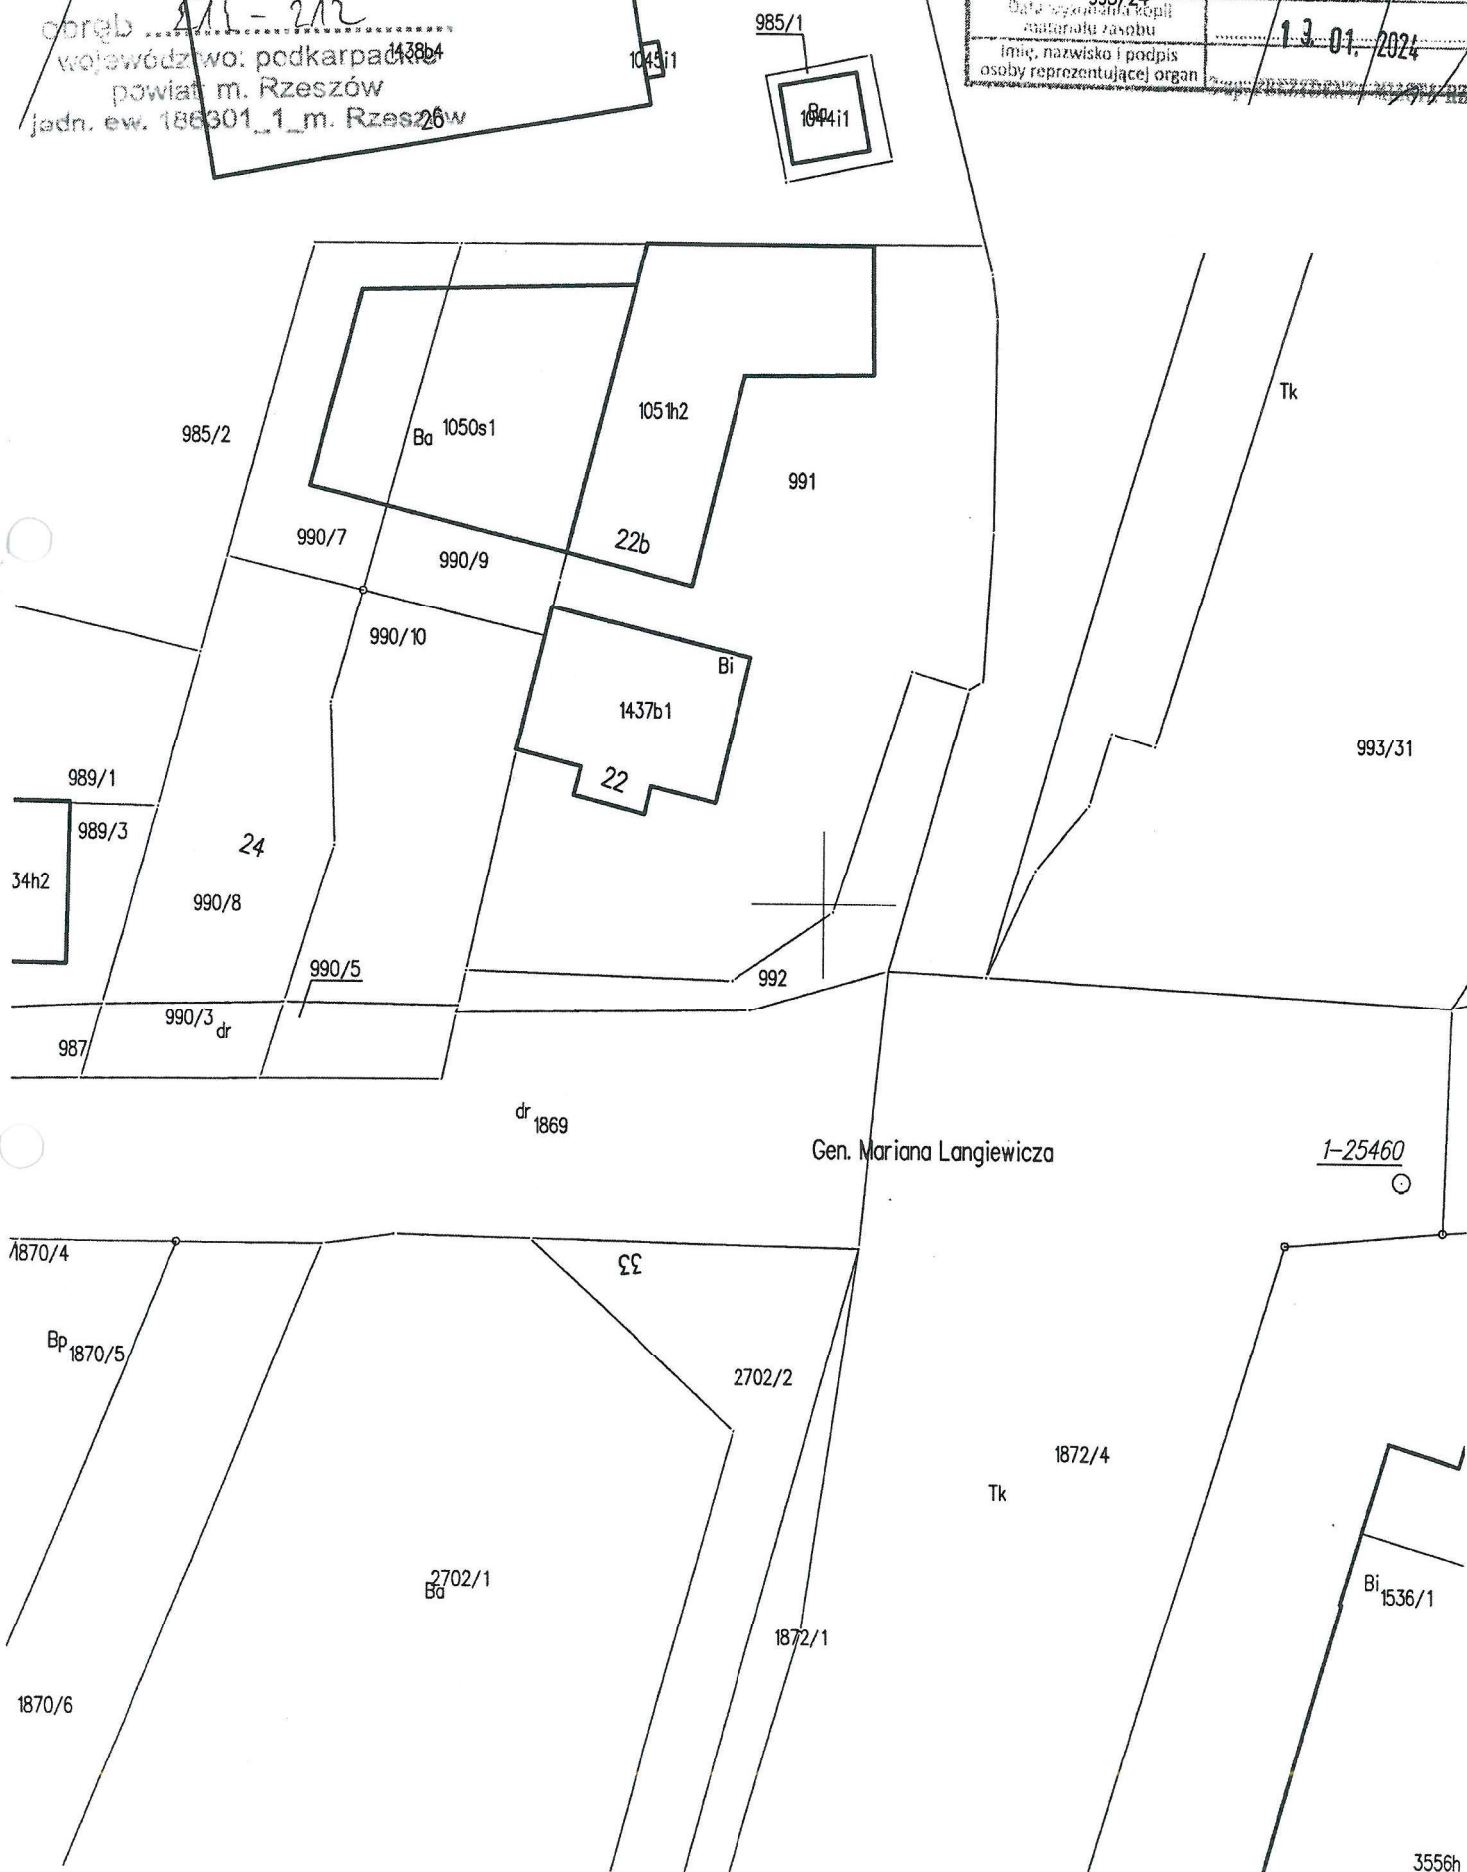 obręb 211 - 212
województwo: podkarpackie
powiat m. Rzeszów
jedn. ew. 186301_1_m. Rzeszów
1438b4
26
1045i1
985/1
Ba
1044i1
Data wykonania kopii
materiału zasobu
13. 01. 2024
imię, nazwisko i podpis
osoby reprezentującej organ
Tk
1051h2
985/2
Ba 1050s1
991
990/7
22b
990/9
990/10
Bi
1437b1
993/31
989/1
22
989/3
24
34h2
990/8
990/5
992
990/3 dr
987
dr 1869
Gen. Mariana Langiewicza
1-25460
1870/4
33
Bp 1870/5
2702/2
1872/4
Tk
2702/1
Ba
Bi 1536/1
1872/1
1870/6
3556h